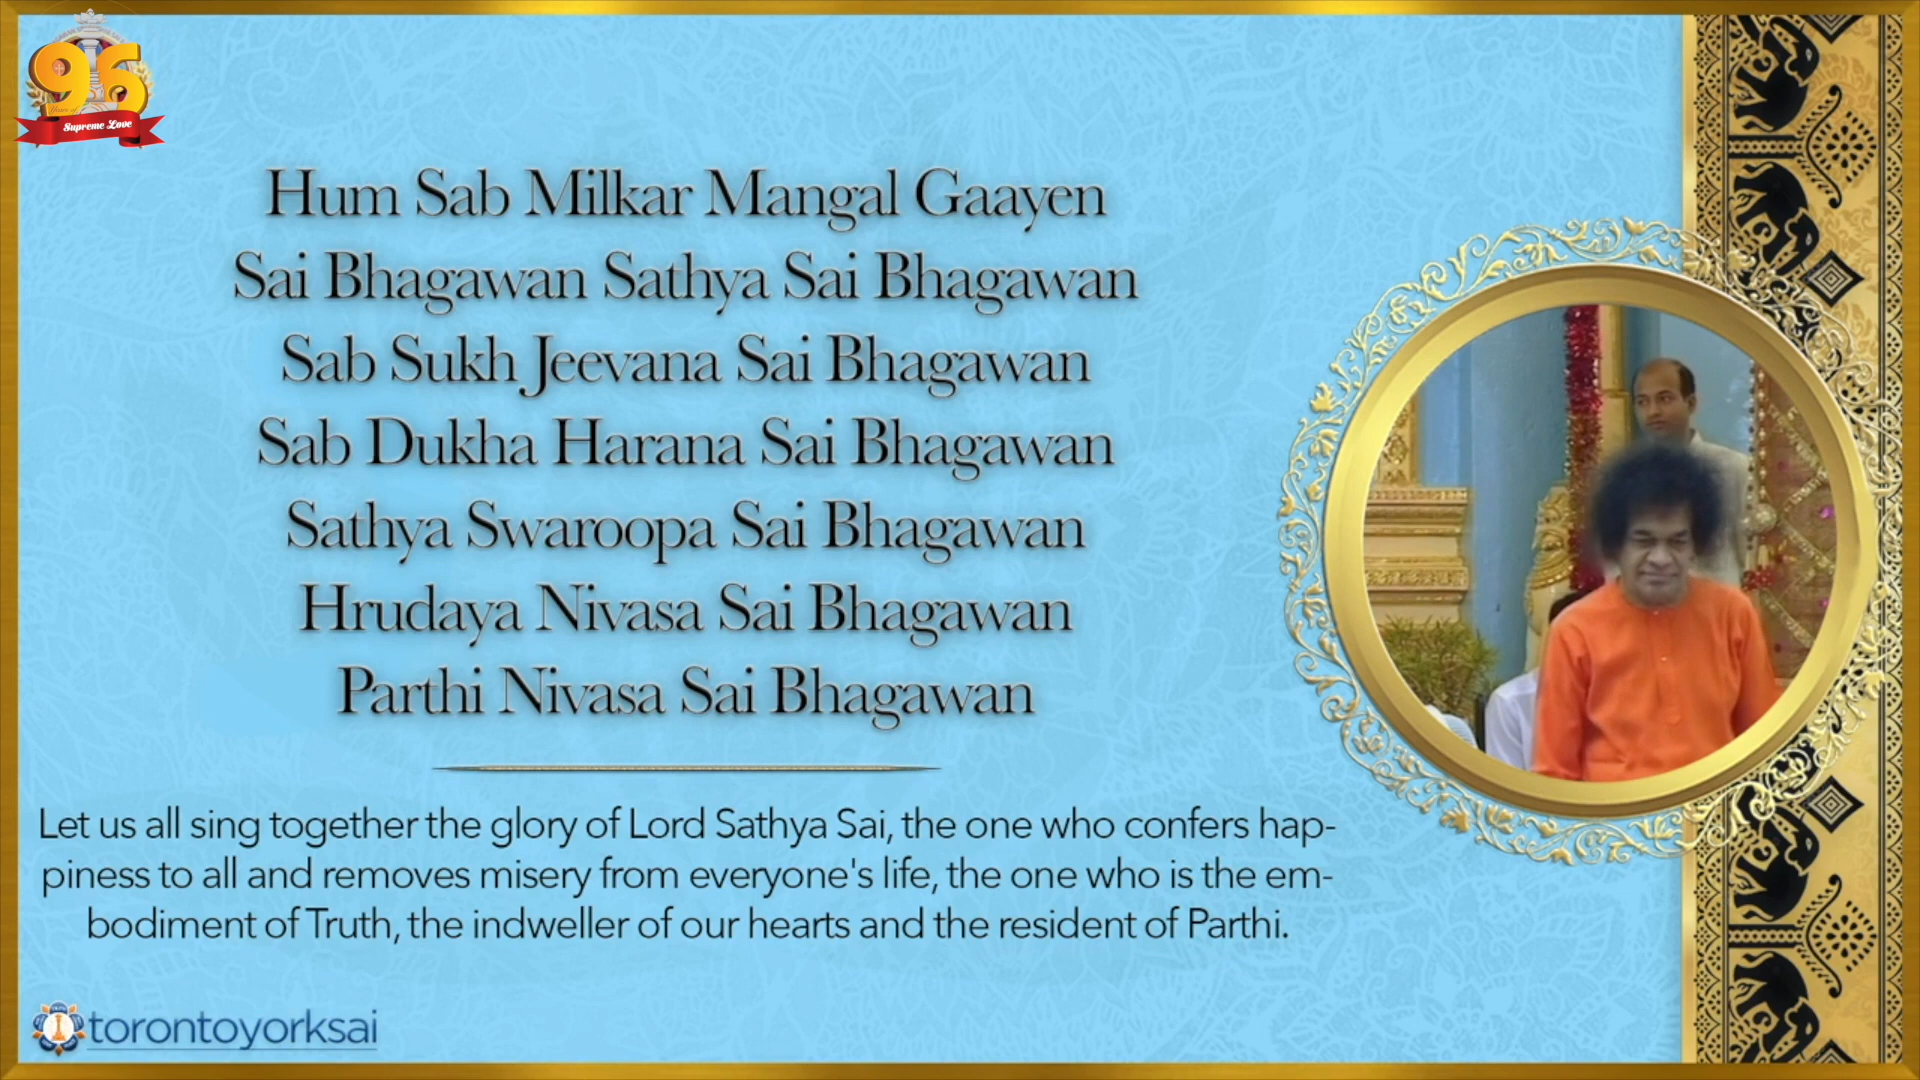 96
Years of
Supreme Love
Hum Sab Milkar Mangal Gaayen
Sai Bhagawan Sathya Sai Bhagawan
Sab Sukh Jeevana Sai Bhagawan
Sab Dukha Harana Sai Bhagawan
Sathya Swaroopa Sai Bhagawan
Hrudaya Nivasa Sai Bhagawan
Parthi Nivasa Sai Bhagawan
Let us all sing together the glory of Lord Sathya Sai, the one who confers hap-
piness to all and removes misery from everyone's life, the one who is the em-
bodiment of Truth, the indweller of our hearts and the resident of Parthi.
torontoyorksai